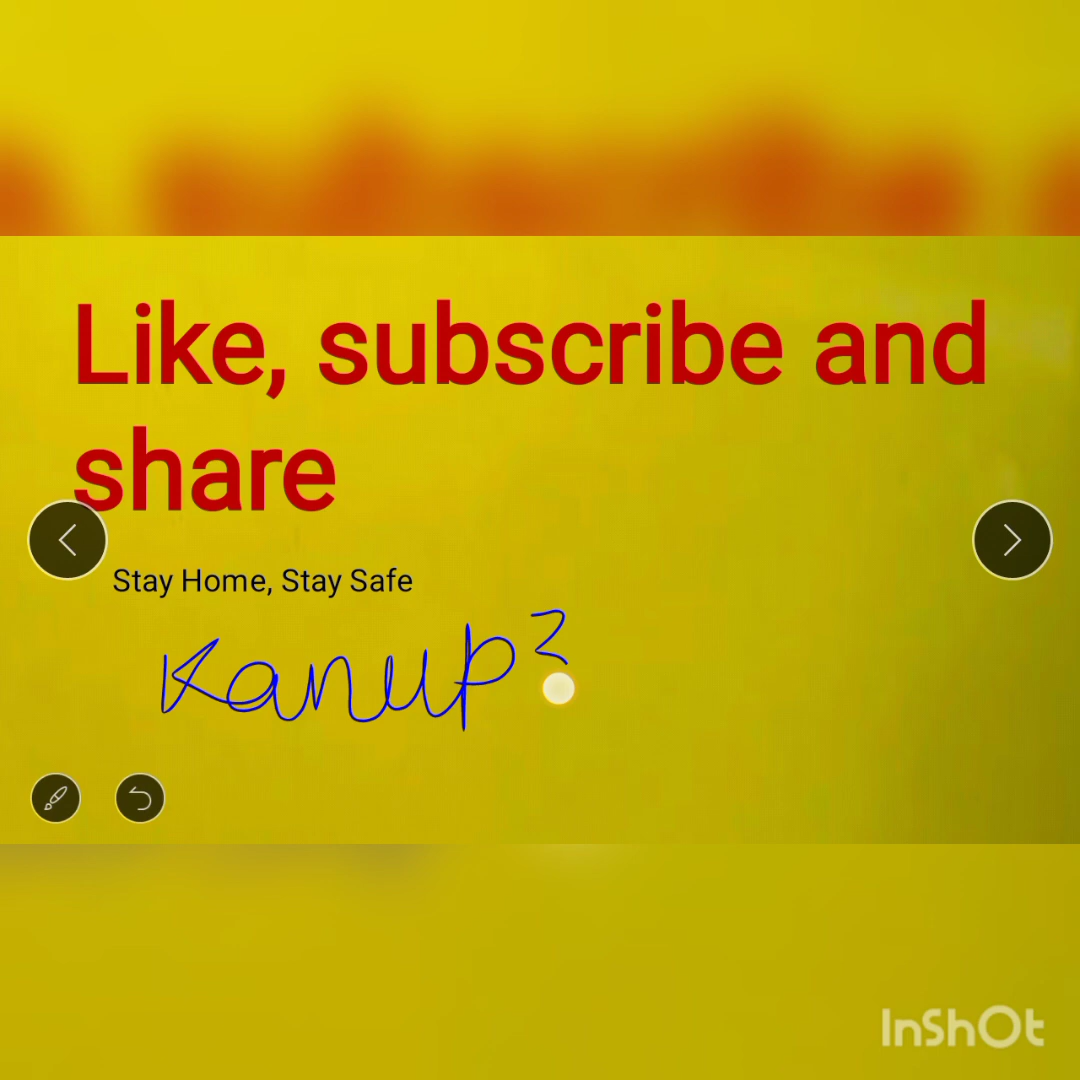 Like, subscribe and
share
Stay Home, Stay Safe
Kanup?
InShOt